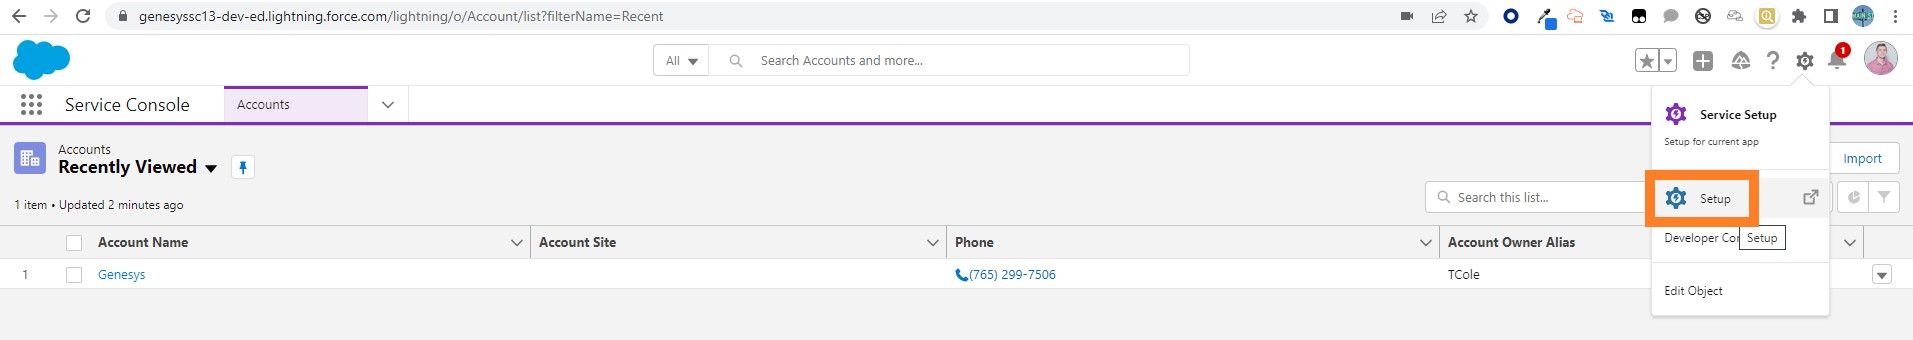 genesyssc13-dev-ed.lightning.force.com/lightning/o/Account/list?filterName=Recent
All
Search Accounts and more...
1
Service Console
Accounts
Service Setup
Setup for current app
Accounts
Recently Viewed
Import
1 item • Updated 2 minutes ago
Search this list...
Setup
Developer Cor
Setup
Account Name
Account Site
Phone
Account Owner Alias
1
Genesys
(765) 299-7506
TCole
Edit Object